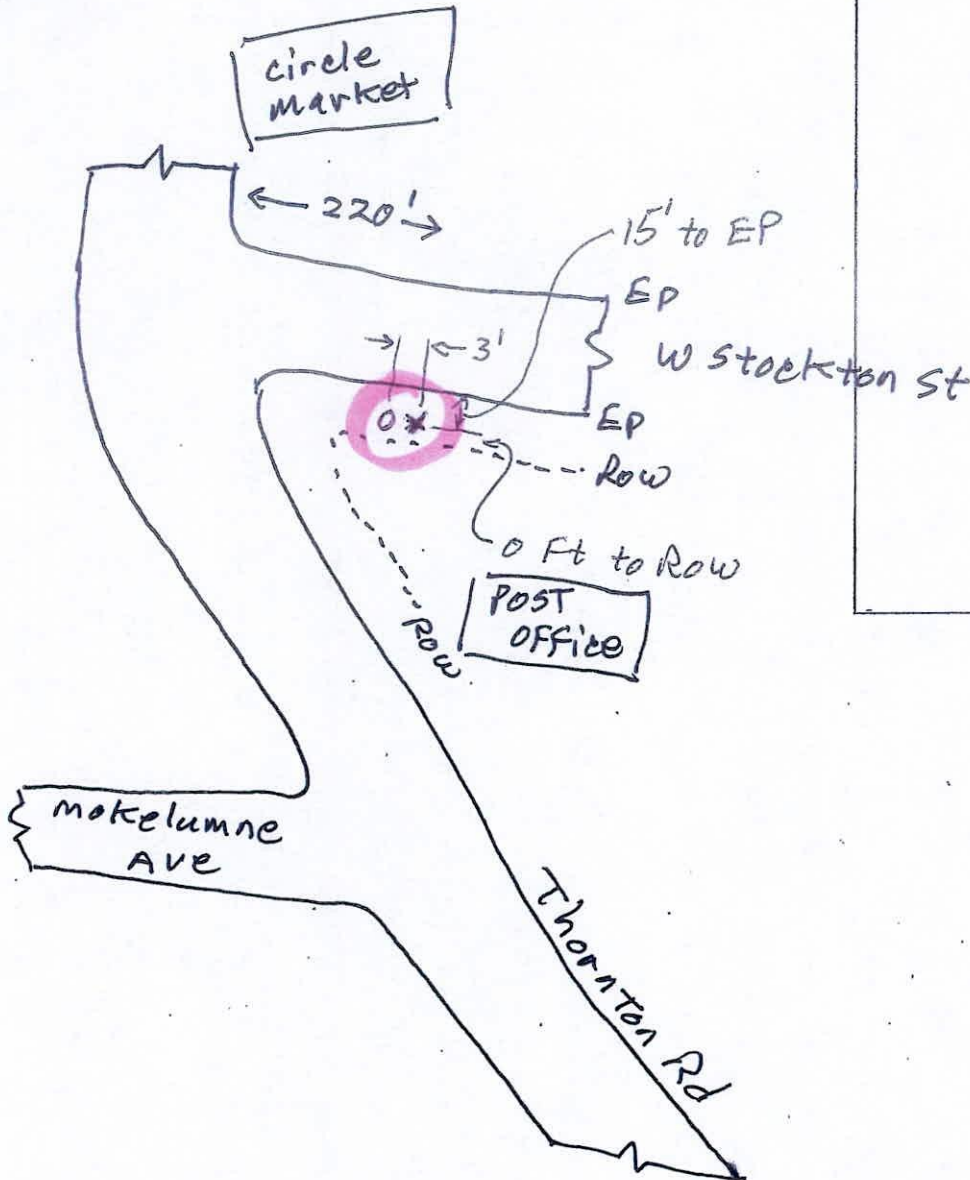 circle
market
220'
15' to EP
EP
3'
W Stockton St
EP
ROW
0 Ft to ROW
POST
OFFice
ROW
mokelumne
AVE
Thornton Rd